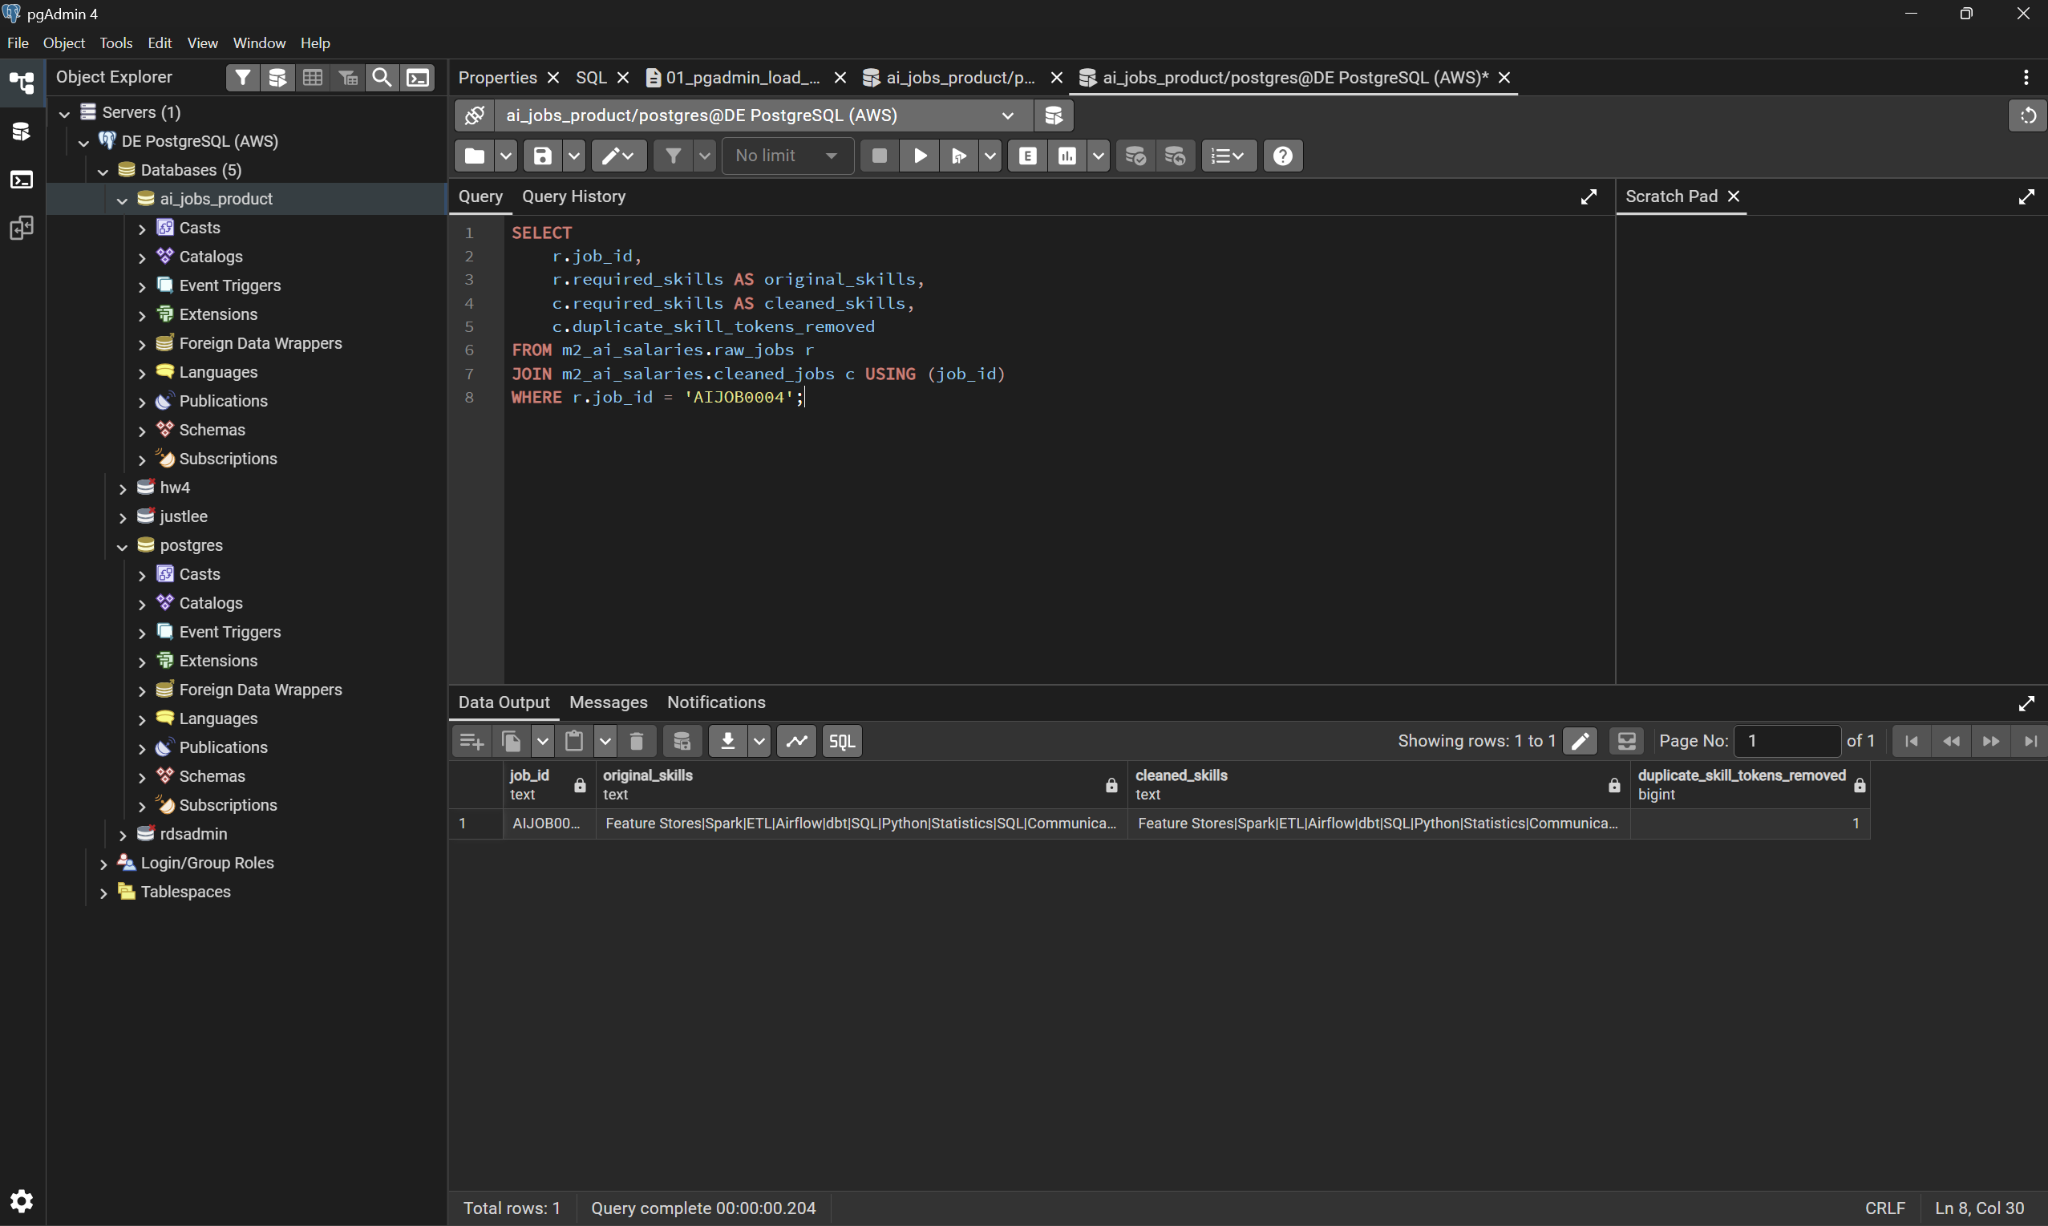 pgAdmin 4
File Object Tools Edit View Window Help
Object Explorer
Properties SQL 01_pgadmin_load_... ai_jobs_product/p... ai_jobs_product/postgres@DE PostgreSQL (AWS)*
Servers (1)
DE PostgreSQL (AWS)
Databases (5)
ai_jobs_product
Casts
Catalogs
Event Triggers
Extensions
Foreign Data Wrappers
Languages
Publications
Schemas
Subscriptions
hw4
justlee
postgres
Casts
Catalogs
Event Triggers
Extensions
Foreign Data Wrappers
Languages
Publications
Schemas
Subscriptions
rdsadmin
Login/Group Roles
Tablespaces
ai_jobs_product/postgres@DE PostgreSQL (AWS)
No limit
E
Query Query History
Scratch Pad
1 SELECT
2 r.job_id,
3 r.required_skills AS original_skills,
4 c.required_skills AS cleaned_skills,
5 c.duplicate_skill_tokens_removed
6 FROM m2_ai_salaries.raw_jobs r
7 JOIN m2_ai_salaries.cleaned_jobs c USING (job_id)
8 WHERE r.job_id = 'AIJOB0004';
Data Output Messages Notifications
SQL
Showing rows: 1 to 1 Page No: 1 of 1
job_id original_skills cleaned_skills duplicate_skill_tokens_removed
text text text bigint
1 AIJOB00... Feature Stores|Spark|ETL|Airflow|dbt|SQL|Python|Statistics|SQL|Communica... Feature Stores|Spark|ETL|Airflow|dbt|SQL|Python|Statistics|Communica... 1
Total rows: 1 Query complete 00:00:00.204 CRLF Ln 8, Col 30